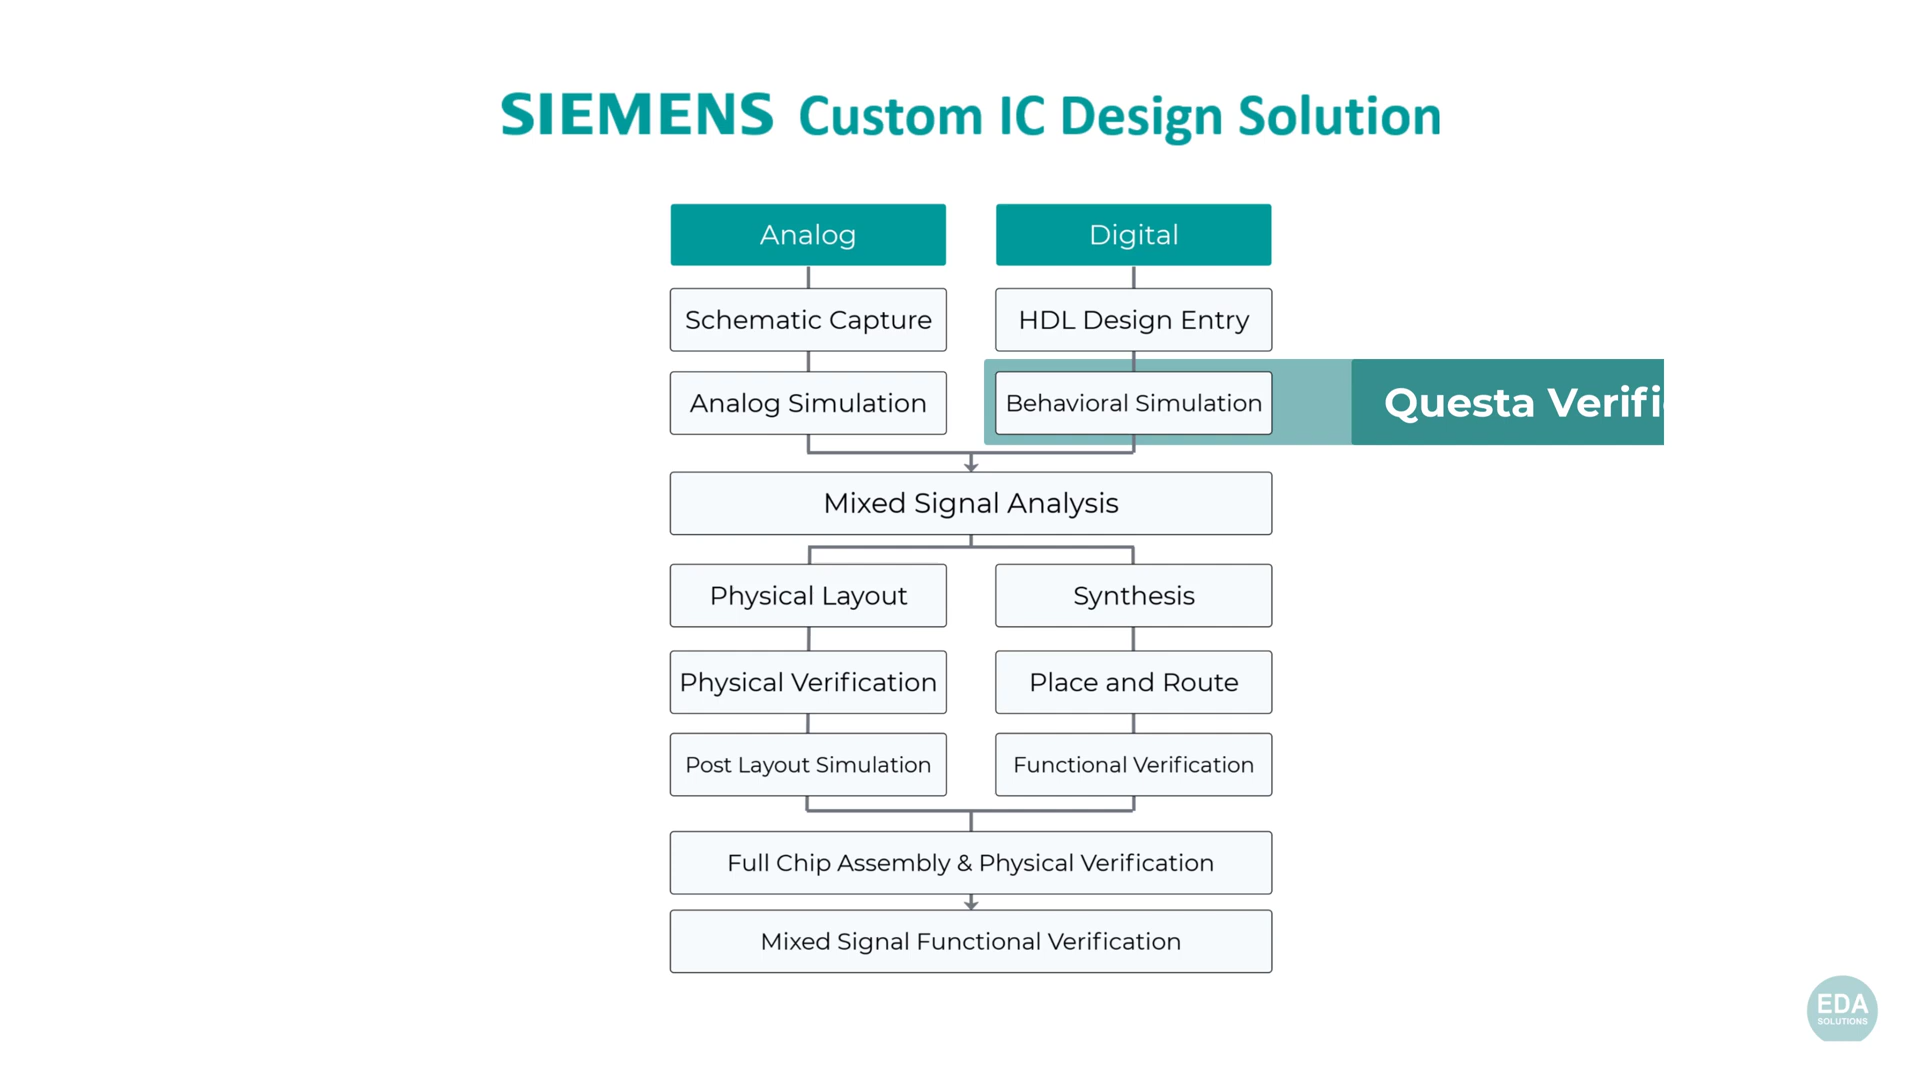 SIEMENS Custom IC Design Solution
Analog
Digital
Schematic Capture
HDL Design Entry
Analog Simulation
Behavioral Simulation
Questa
Mixed Signal Analysis
Physical Layout
Synthesis
Physical Verification
Place and Route
Post Layout Simulation
Functional Verification
Full Chip Assembly & Physical Verification
Mixed Signal Functional Verification
EDA
SOLUTIONS